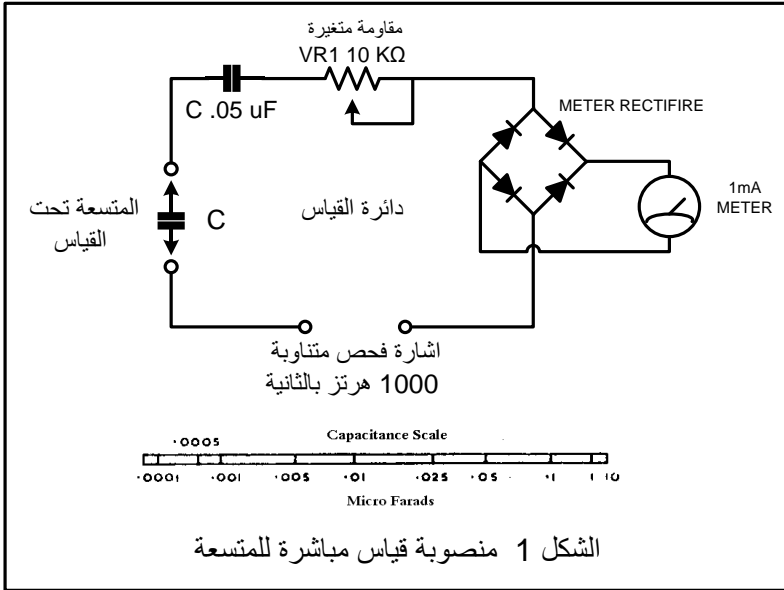 مقاومة متغيرة
VR1 10 KΩ
C .05 uF
METER RECTIFIRE
1mA
METER
المتسعة تحت
القياس
C
دائرة القياس
اشارة فحص متناوبة
1000 هرتز بالثانية
Capacitance Scale
.0005
.0001 .001 .005 .01 .025 .05 .1 1 10
Micro Farads
الشكل 1 منصوبة قياس مباشرة للمتسعة